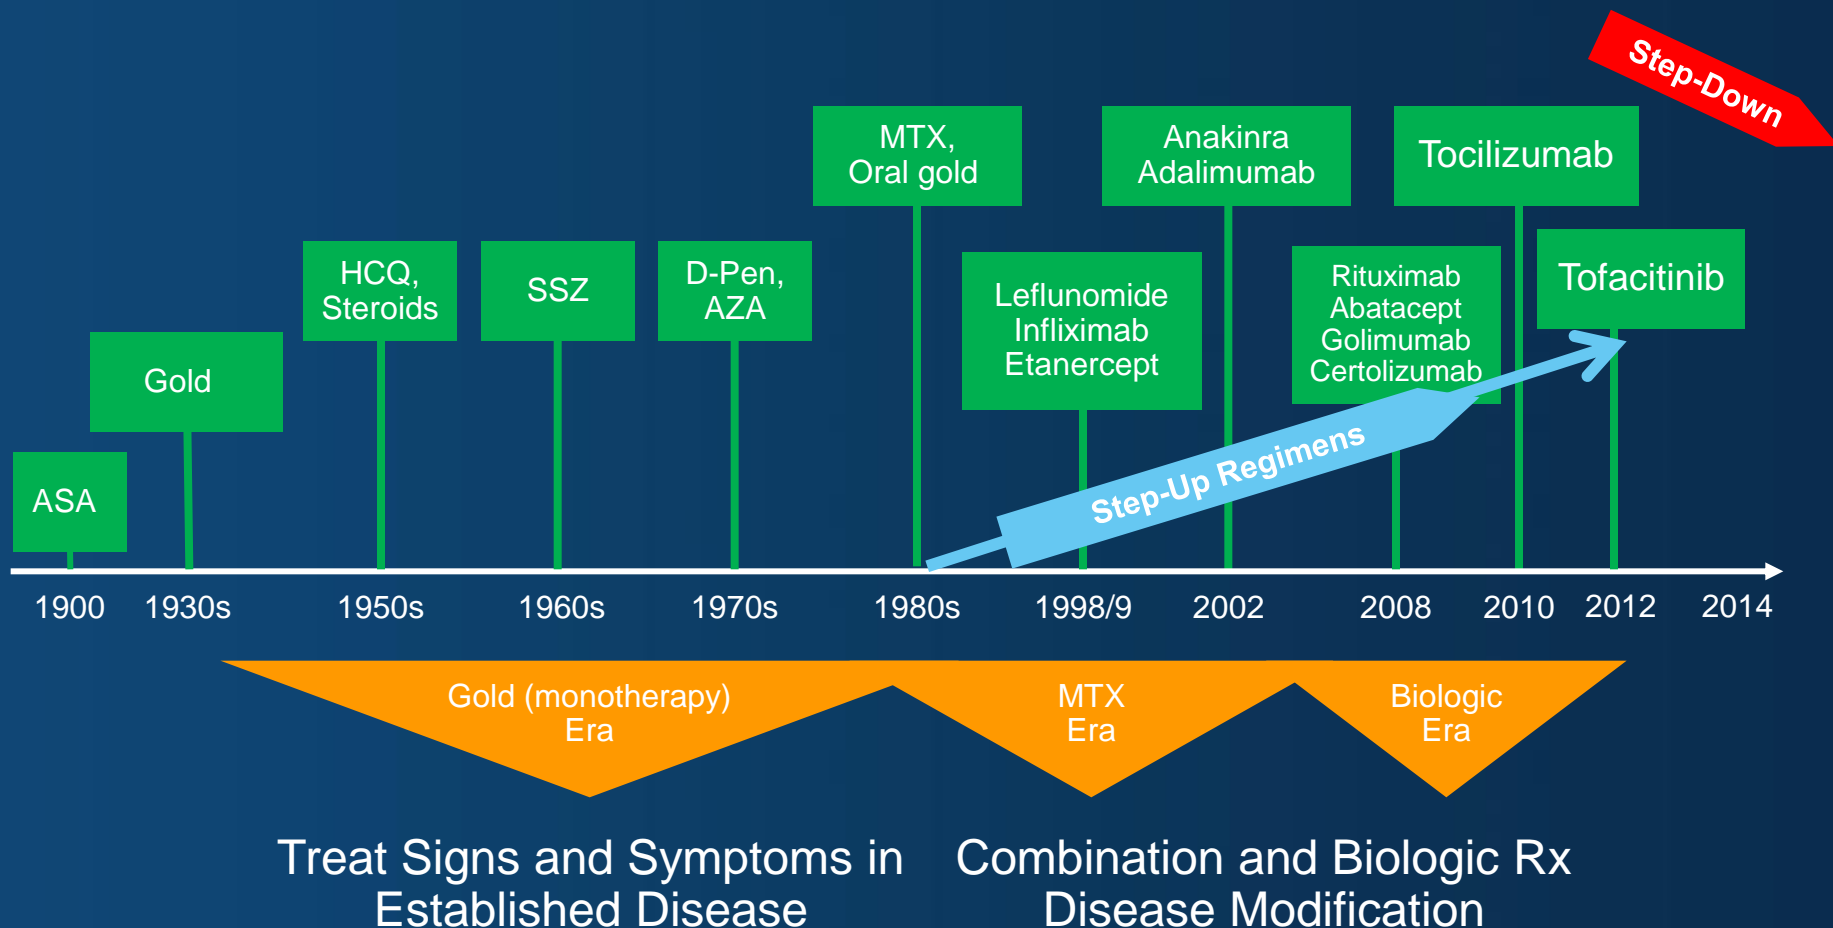 Step-Down
MTX,
Oral gold
Anakinra
Adalimumab
Tocilizumab
HCQ,
Steroids
SSZ
D-Pen,
AZA
Leflunomide
Infliximab
Etanercept
Rituximab
Abatacept
Golimumab
Certolizumab
Tofacitinib
Gold
ASA
Step-Up Regimens
1900
1930s
1950s
1960s
1970s
1980s
1998/9
2002
2008
2010
2012
2014
Gold (monotherapy)
Era
MTX
Era
Biologic
Era
Treat Signs and Symptoms in
Established Disease
Combination and Biologic Rx
Disease Modification